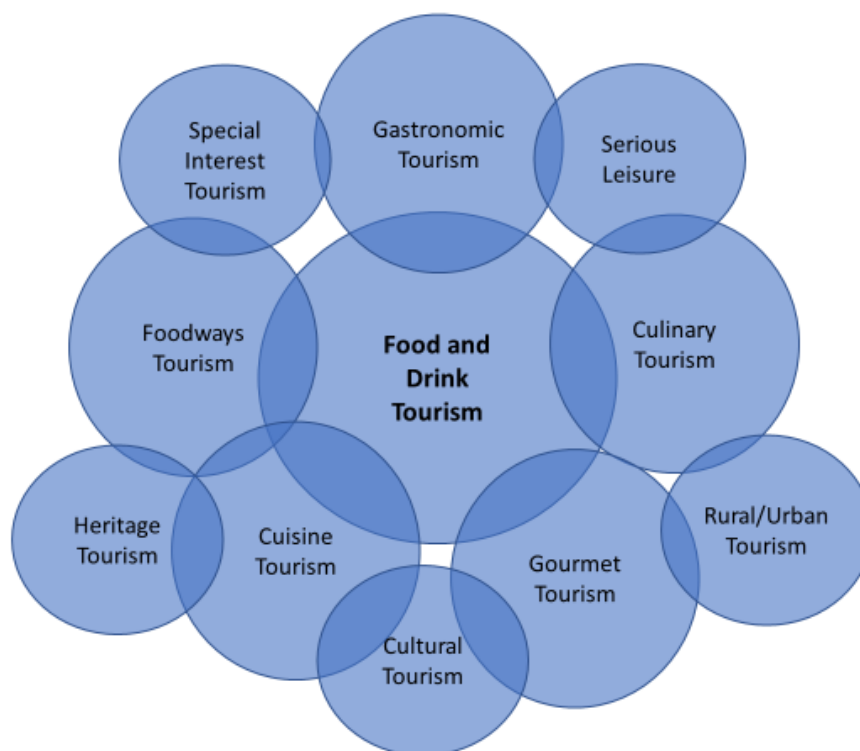 Special
Interest
Tourism
Gastronomic
Tourism
Serious
Leisure
Foodways
Tourism
Food and
Drink
Tourism
Culinary
Tourism
Heritage
Tourism
Cuisine
Tourism
Gourmet
Tourism
Rural/Urban
Tourism
Cultural
Tourism